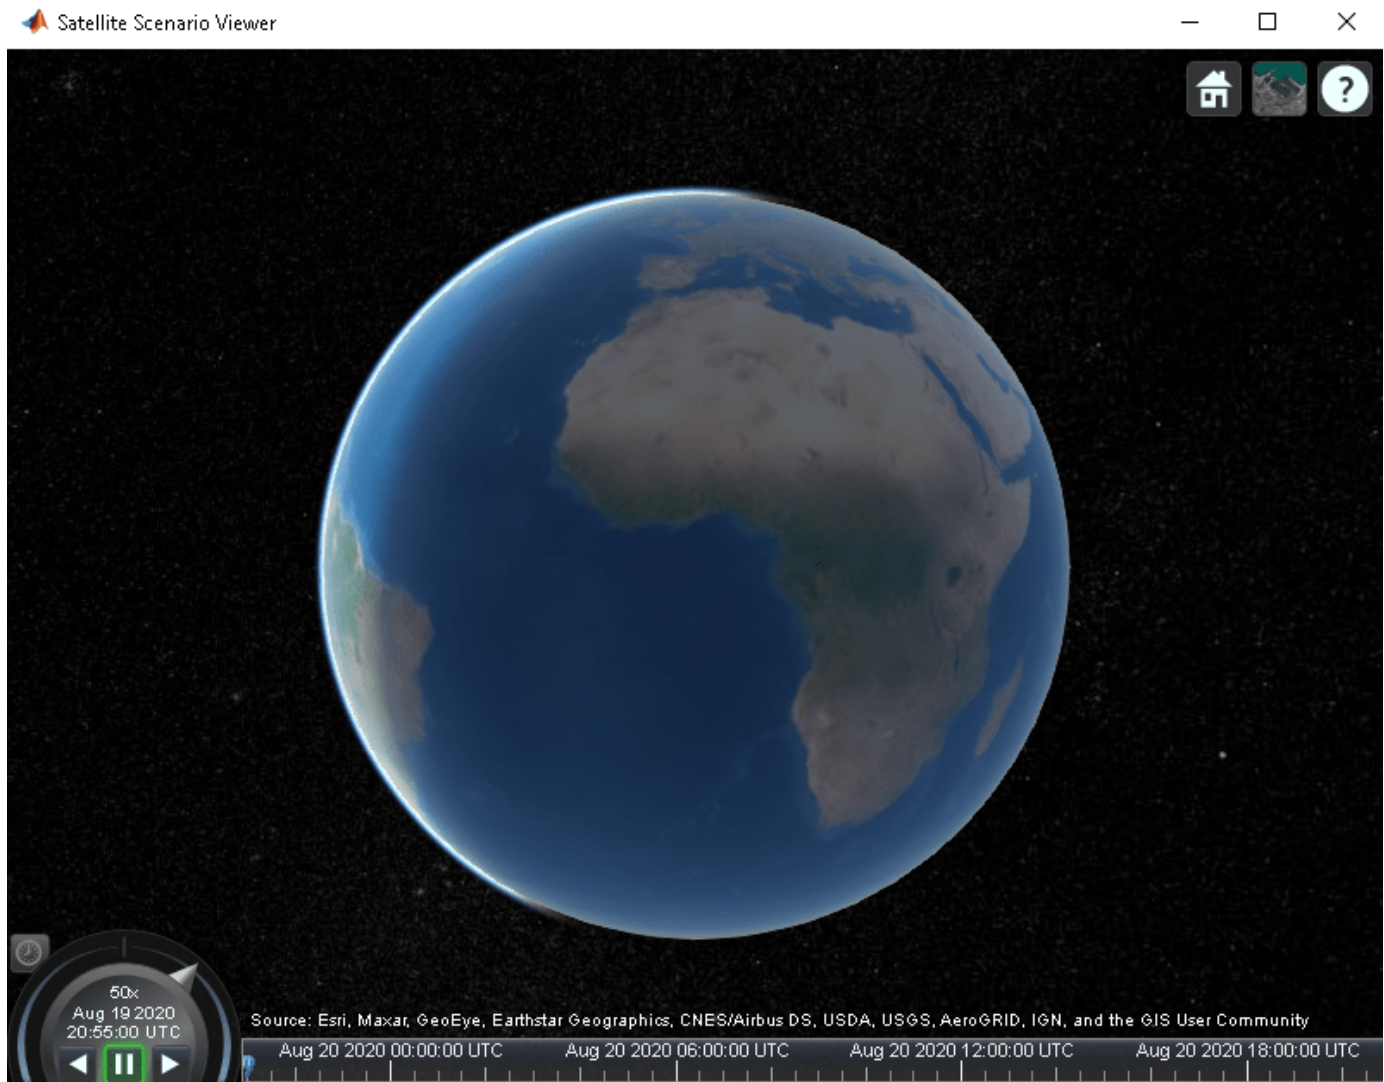 Satellite Scenario Viewer
?
50x
Aug 19 2020
20:55:00 UTC
Source: Esri, Maxar, GeoEye, Earthstar Geographics, CNES/Airbus DS, USDA, USGS, AeroGRID, IGN, and the GIS User Community
Aug 20 2020 00:00:00 UTC Aug 20 2020 06:00:00 UTC Aug 20 2020 12:00:00 UTC Aug 20 2020 18:00:00 UTC